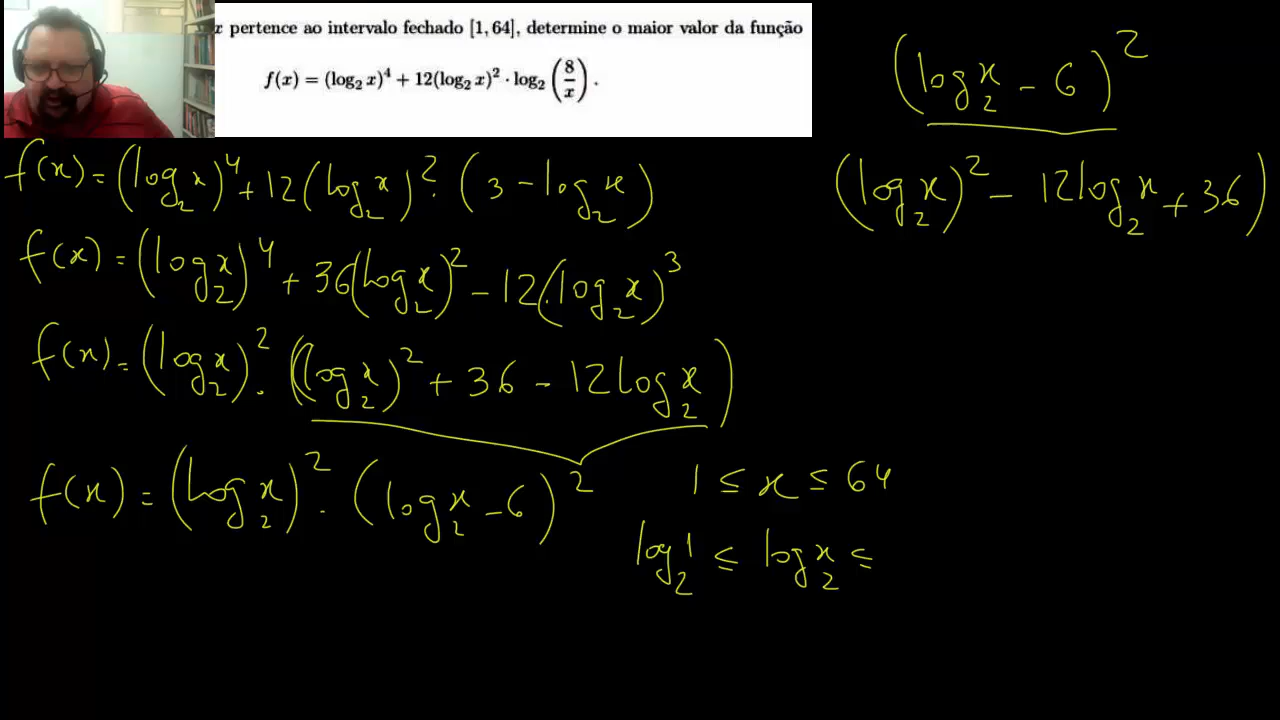 x pertence ao intervalo fechado [1, 64], determine o maior valor da função
f(x) = (log₂ x)⁴ + 12(log₂ x)² · log₂ (8/x).
(log₂ x − 6)²
(log₂ x)² − 12log₂ x + 36)
f(x) = (log₂ x)⁴ + 12(log₂ x)² · (3 − log₂ x)
f(x) = (log₂ x)⁴ + 36(log₂ x)² − 12.(log₂ x)³
f(x) = (log₂ x)² . ((log₂ x)² + 36 − 12log₂ x)
f(x) = (log₂ x)² . (log₂ x − 6)²
1 ≤ x ≤ 64
log₂ 1 ≤ log₂ x ≤